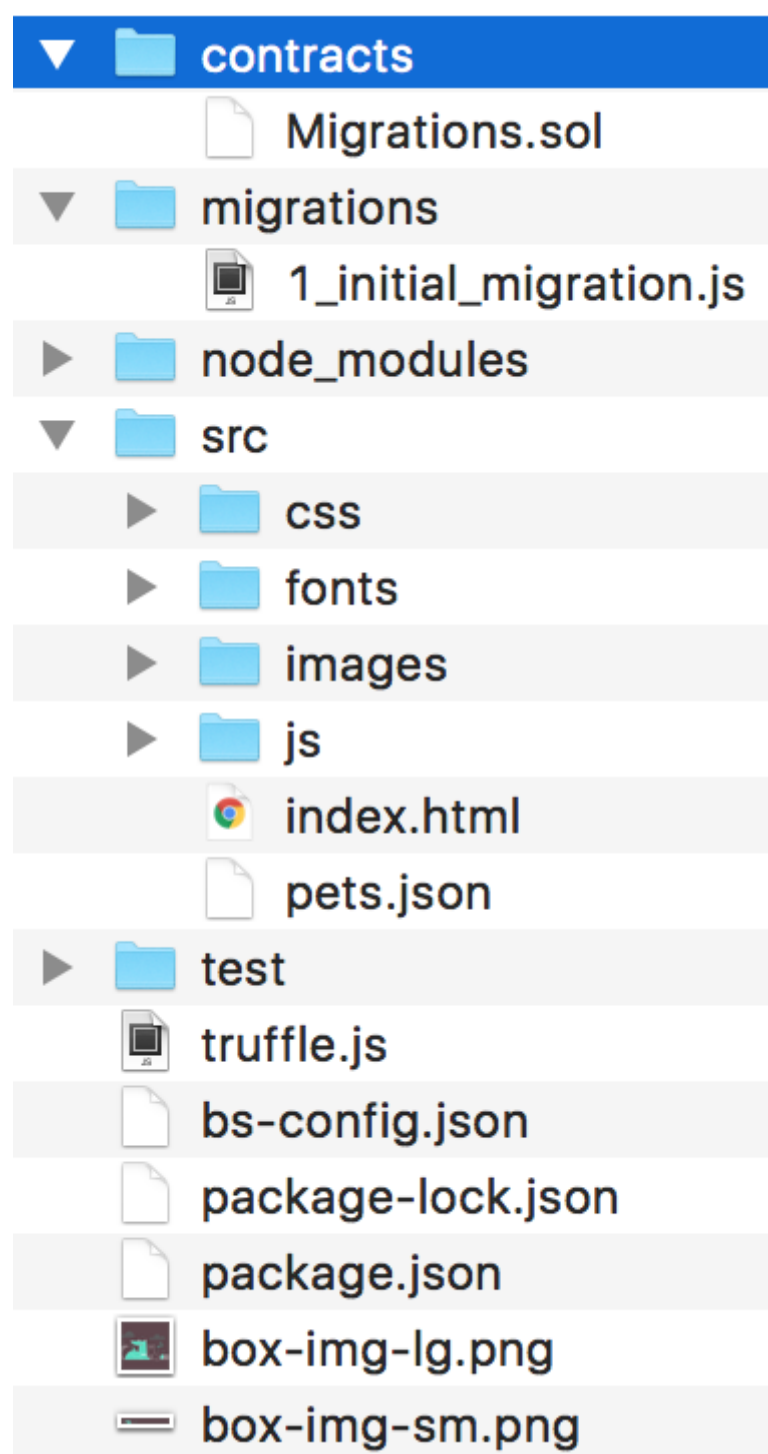 contracts
Migrations.sol
migrations
1_initial_migration.js
node_modules
src
css
fonts
images
js
index.html
pets.json
test
truffle.js
bs-config.json
package-lock.json
package.json
box-img-lg.png
box-img-sm.png